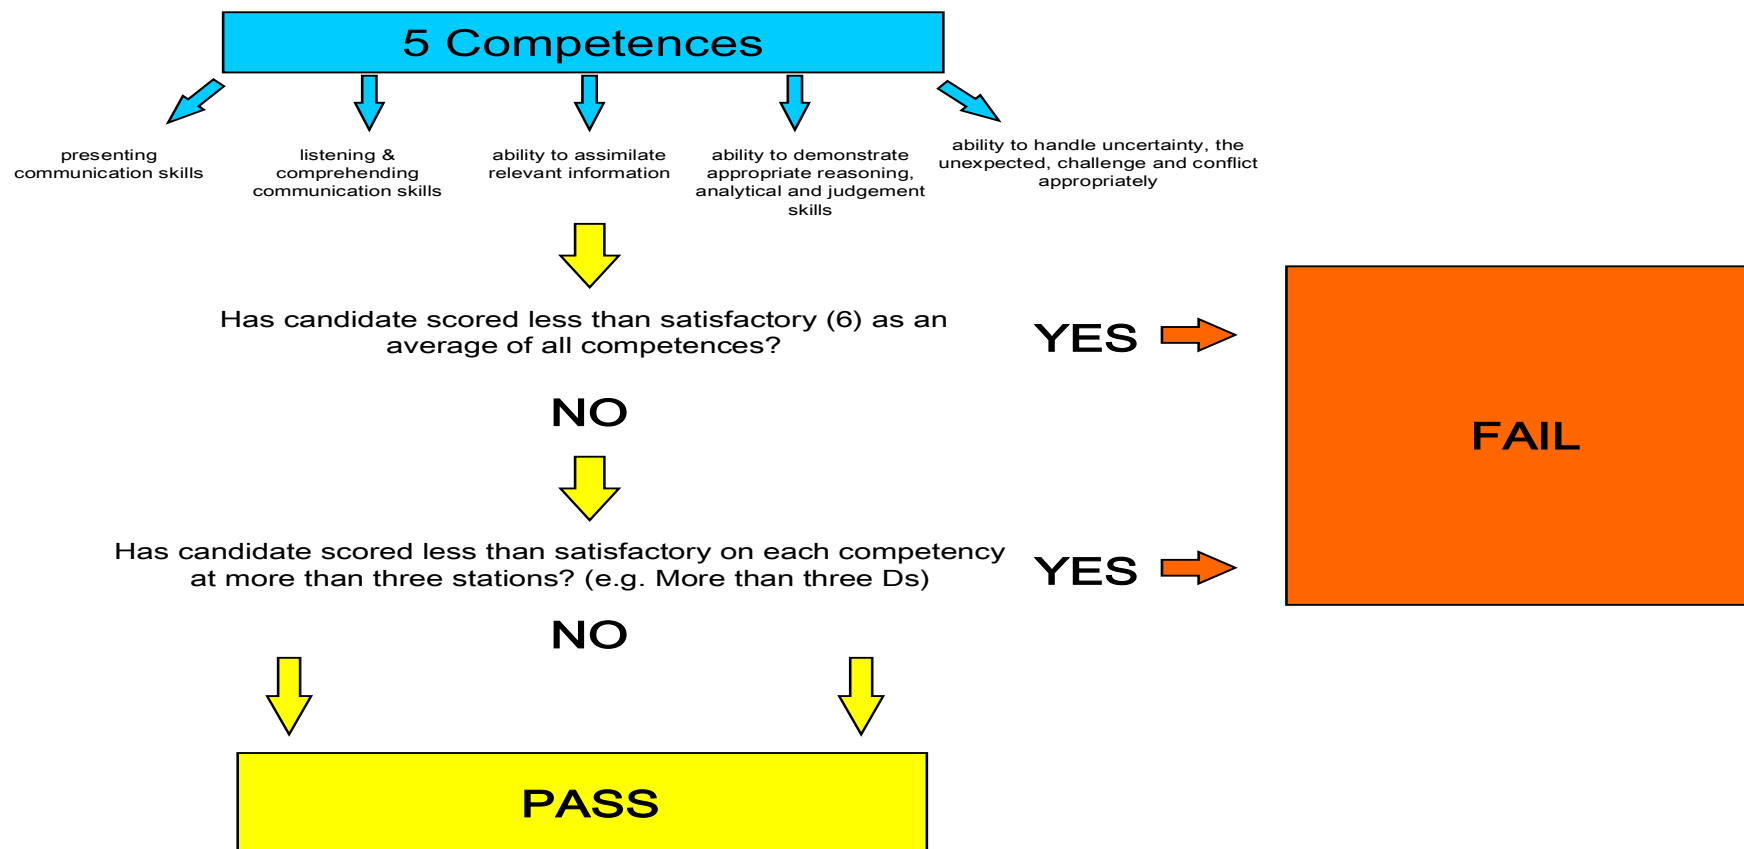 5 Competences
presenting
communication skills
listening &
comprehending
communication skills
ability to assimilate
relevant information
ability to demonstrate
appropriate reasoning,
analytical and judgement
skills
ability to handle uncertainty, the
unexpected, challenge and conflict
appropriately
Has candidate scored less than satisfactory (6) as an
average of all competences?
YES
NO
FAIL
Has candidate scored less than satisfactory on each competency
at more than three stations? (e.g. More than three Ds)
YES
NO
PASS